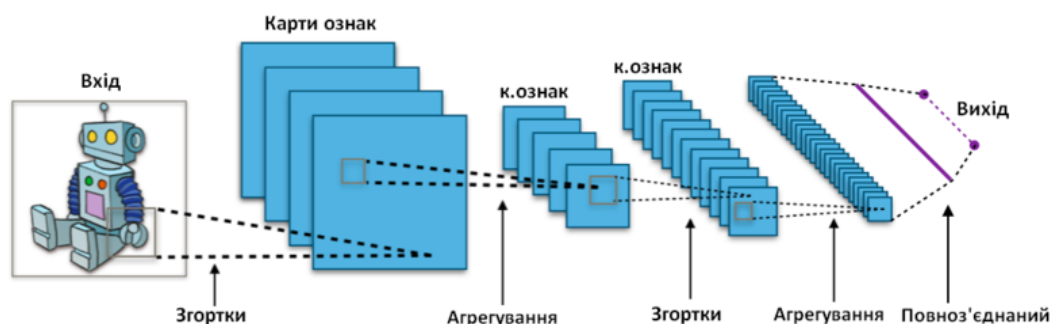 Карти ознак
Вхід
к.ознак
к.ознак
Вихід
Згортки
Агрегування
Згортки
Агрегування
Повноз'єднаний